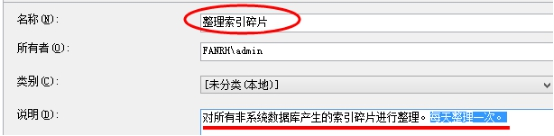 名称(N):
整理索引碎片
所有者(O):
FANRH\admin
类别(C):
[未分类(本地)]
说明(D):
对所有非系统数据库产生的索引碎片进行整理。每天整理一次。